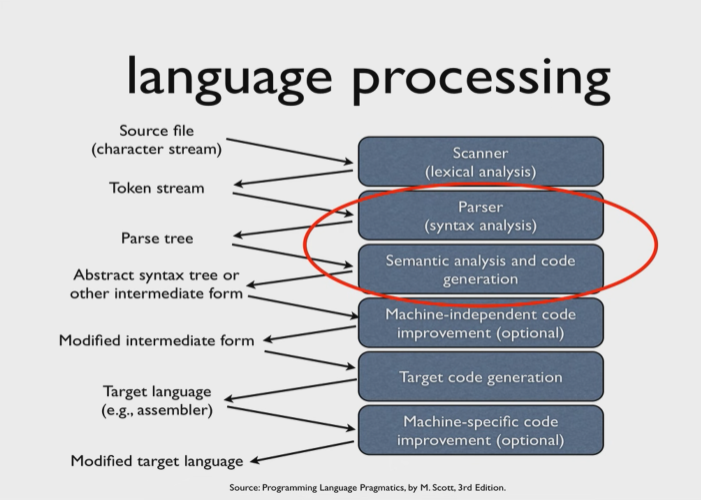 language processing
Source file
(character stream)
Scanner
(lexical analysis)
Token stream
Parser
(syntax analysis)
Parse tree
Semantic analysis and code
generation
Abstract syntax tree or
other intermediate form
Machine-independent code
improvement (optional)
Modified intermediate form
Target code generation
Target language
(e.g., assembler)
Machine-specific code
improvement (optional)
Modified target language
Source: Programming Language Pragmatics, by M. Scott, 3rd Edition.